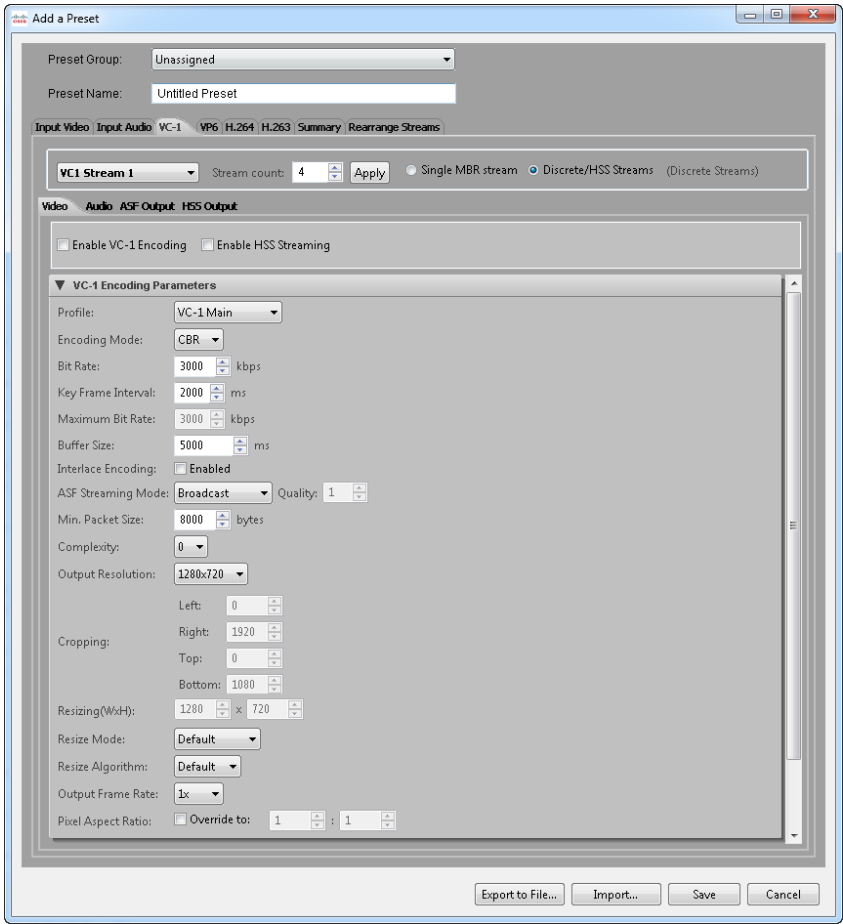 Add a Preset
Preset Group: Unassigned
Preset Name: Untitled Preset
Input Video Input Audio VC-1 VP6 H.264 H.263 Summary Rearrange Streams
VC1 Stream 1 Stream count: 4 Apply Single MBR stream Discrete/HSS Streams (Discrete Streams)
Video Audio ASF Output HSS Output
Enable VC-1 Encoding Enable HSS Streaming
VC-1 Encoding Parameters
Profile: VC-1 Main
Encoding Mode: CBR
Bit Rate: 3000 kbps
Key Frame Interval: 2000 ms
Maximum Bit Rate: 3000 kbps
Buffer Size: 5000 ms
Interlace Encoding: Enabled
ASF Streaming Mode: Broadcast Quality: 1
Min. Packet Size: 8000 bytes
Complexity: 0
Output Resolution: 1280x720
Cropping:
Left: 0
Right: 1920
Top: 0
Bottom: 1080
Resizing(WxH): 1280 x 720
Resize Mode: Default
Resize Algorithm: Default
Output Frame Rate: 1x
Pixel Aspect Ratio: Override to: 1 : 1
Export to File... Import... Save Cancel